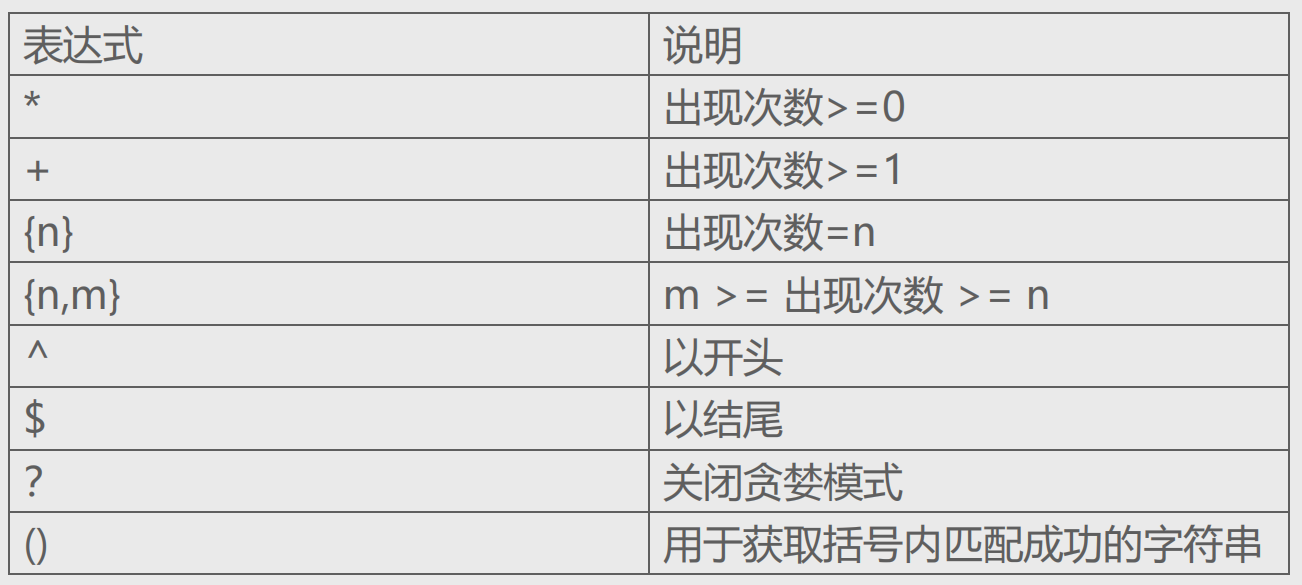 表达式 说明
* 出现次数>=0
+ 出现次数>=1
{n} 出现次数=n
{n,m} m >= 出现次数 >= n
^ 以开头
$ 以结尾
? 关闭贪婪模式
() 用于获取括号内匹配成功的字符串